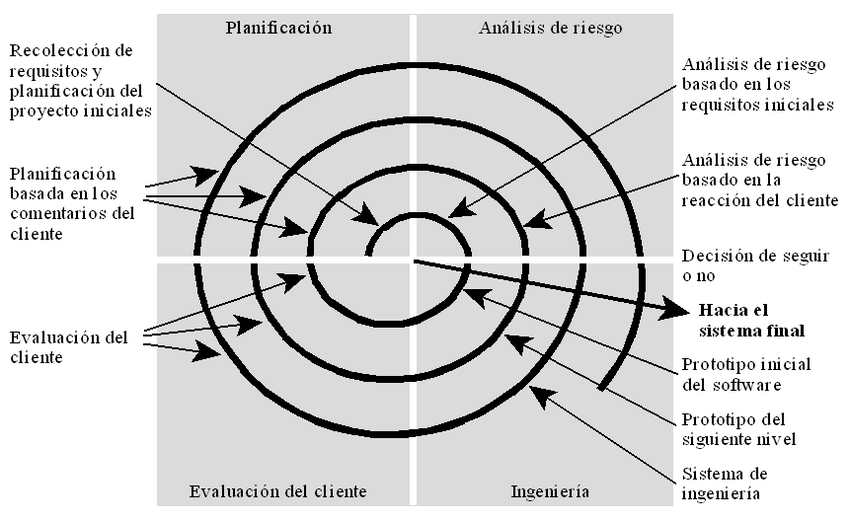 Planificación
Análisis de riesgo
Recolección de
requisitos y
planificación del
proyecto iniciales
Planificación
basada en los
comentarios del
cliente
Evaluación del
cliente
Análisis de riesgo
basado en los
requisitos iniciales
Análisis de riesgo
basado en la
reacción del cliente
Decisión de seguir
o no
Hacia el
sistema final
Prototipo inicial
del software
Prototipo del
siguiente nivel
Sistema de
ingeniería
Evaluación del cliente
Ingeniería